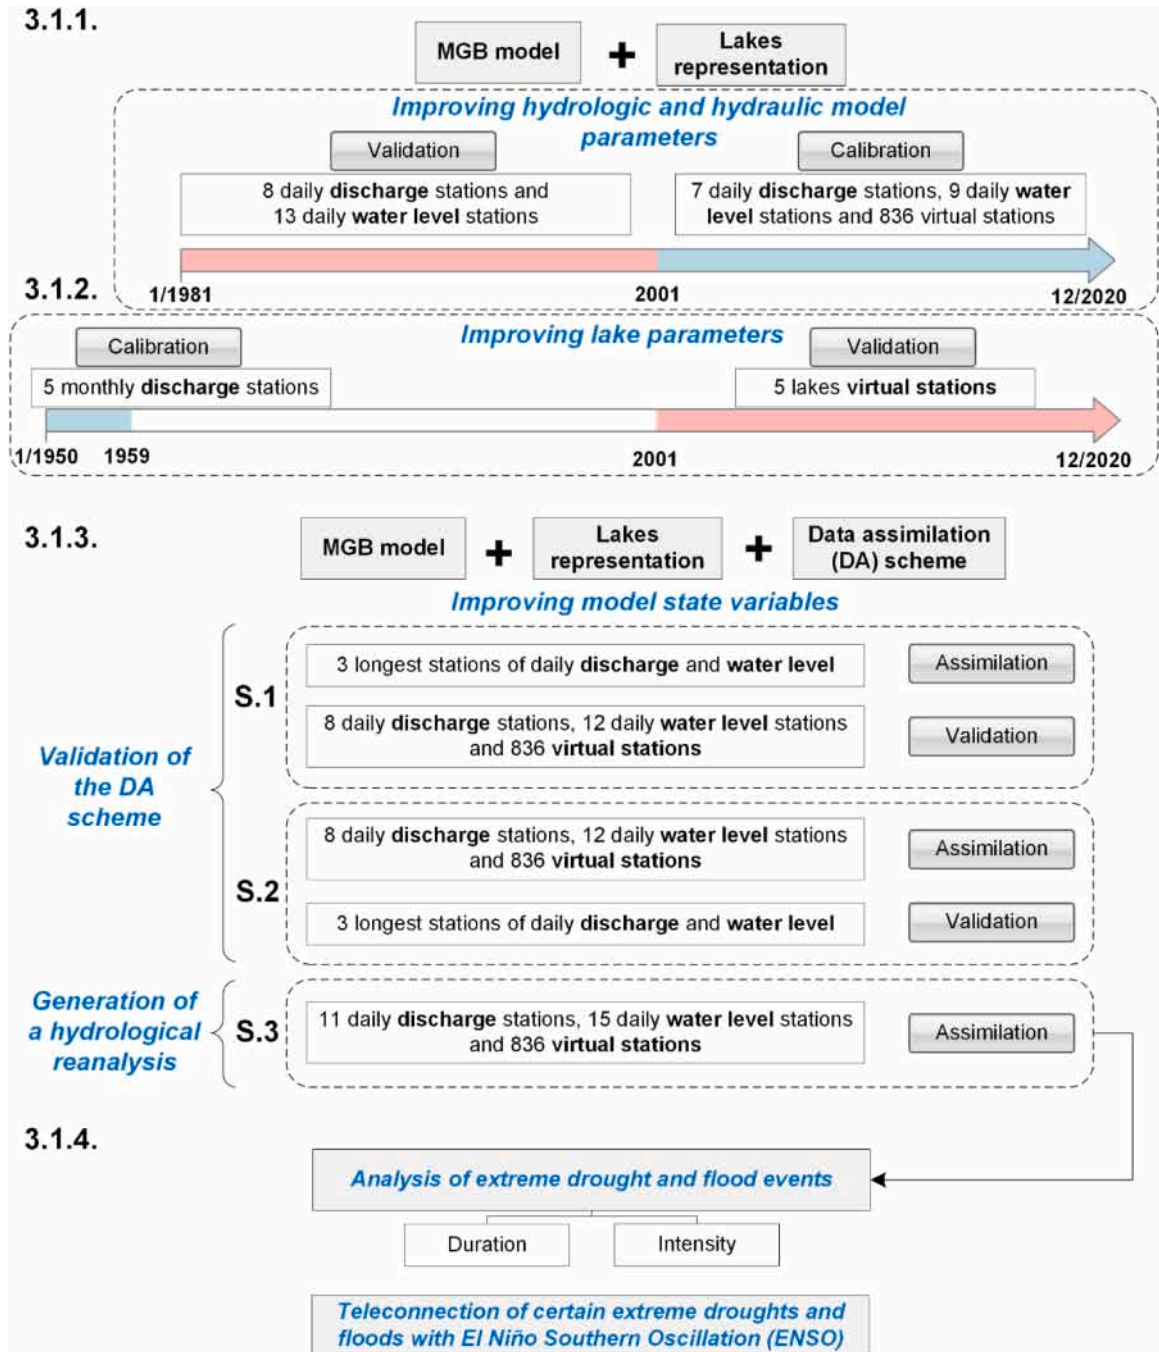 3.1.1.
MGB model
+
Lakes
representation
Improving hydrologic and hydraulic model
parameters
Validation
Calibration
8 daily discharge stations and
13 daily water level stations
7 daily discharge stations, 9 daily water
level stations and 836 virtual stations
1/1981
2001
12/2020
3.1.2.
Improving lake parameters
Calibration
Validation
5 monthly discharge stations
5 lakes virtual stations
1/1950
1959
2001
12/2020
3.1.3.
MGB model
+
Lakes
representation
+
Data assimilation
(DA) scheme
Improving model state variables
Validation of
the DA
scheme
S.1
3 longest stations of daily discharge and water level
Assimilation
8 daily discharge stations, 12 daily water level stations
and 836 virtual stations
Validation
S.2
8 daily discharge stations, 12 daily water level stations
and 836 virtual stations
Assimilation
3 longest stations of daily discharge and water level
Validation
Generation of
a hydrological
reanalysis
S.3
11 daily discharge stations, 15 daily water level stations
and 836 virtual stations
Assimilation
3.1.4.
Analysis of extreme drought and flood events
Duration
Intensity
Teleconnection of certain extreme droughts and
floods with El Niño Southern Oscillation (ENSO)